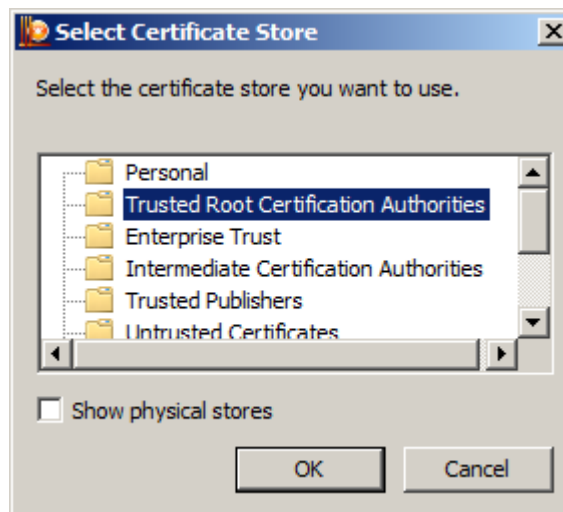 Select Certificate Store
Select the certificate store you want to use.
Personal
Trusted Root Certification Authorities
Enterprise Trust
Intermediate Certification Authorities
Trusted Publishers
Untrusted Certificates
Show physical stores
OK Cancel